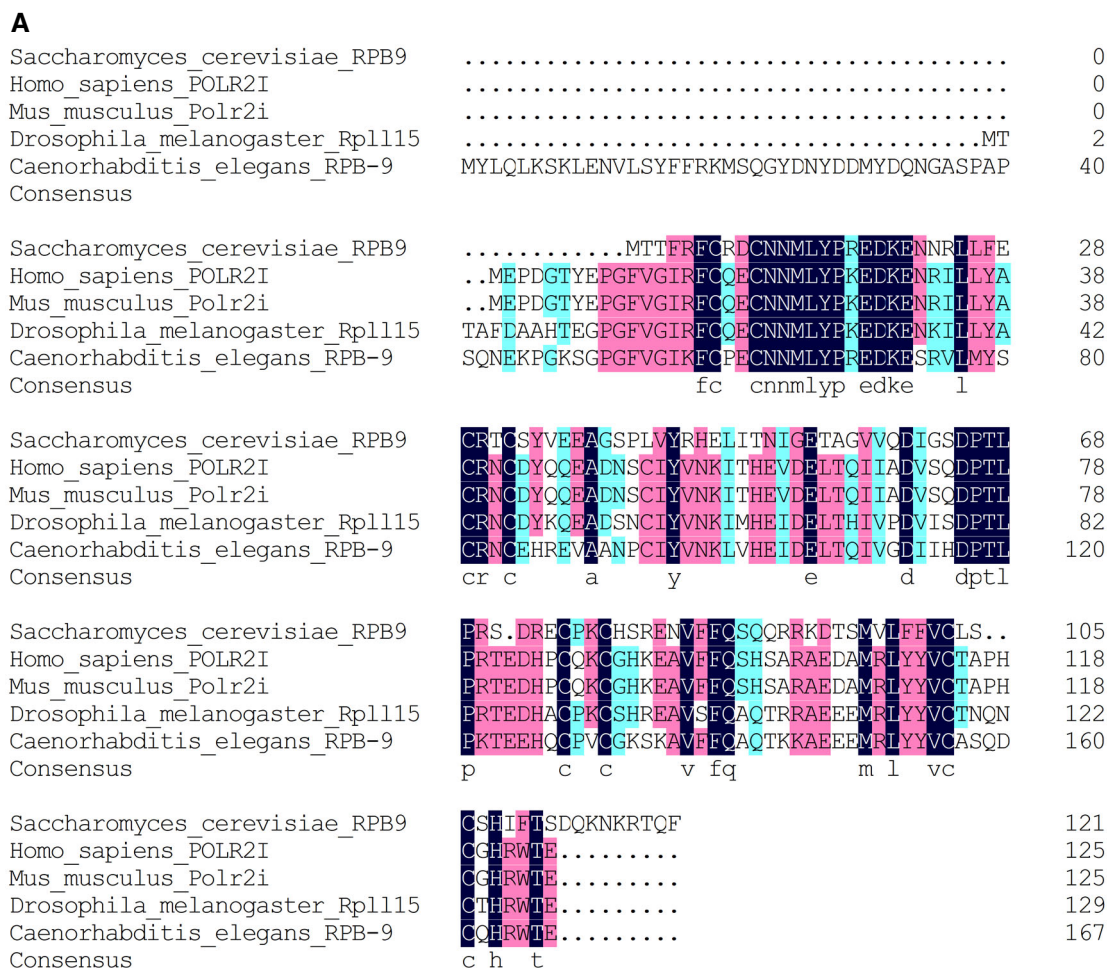 A
Saccharomyces_cerevisiae_RPB9 ........................................ 0
Homo_sapiens_POLR2I ........................................ 0
Mus_musculus_Polr2i ........................................ 0
Drosophila_melanogaster_RplI15 ......................................MT 2
Caenorhabditis_elegans_RPB-9 MYLQLKSKLENVLSYFFRKMSQGYDNYDDMYDQNGASPAP 40
Consensus
Saccharomyces_cerevisiae_RPB9 ............MTTFRFCRDCNNMLYPREDKENNRLLFE 28
Homo_sapiens_POLR2I ..MEPDGTYEPGFVGIRFCQECNNMLYPKEDKENRILLYA 38
Mus_musculus_Polr2i ..MEPDGTYEPGFVGIRFCQECNNMLYPKEDKENRILLYA 38
Drosophila_melanogaster_RplI15 TAFDAAHTEGPGFVGIRFCQECNNMLYPKEDKENKILLYA 42
Caenorhabditis_elegans_RPB-9 SQNEKPGKSGPGFVGIKFCPECNNMLYPREDKESRVLMYS 80
Consensus fc cnnmlyp edke l
Saccharomyces_cerevisiae_RPB9 CRTCSYVEEAGSPLVYRHELITNIGETAGVVQDIGSDPTL 68
Homo_sapiens_POLR2I CRNCDYQQEADNSCIYVNKITHEVDELTQIIADVSQDPTL 78
Mus_musculus_Polr2i CRNCDYQQEADNSCIYVNKITHEVDELTQIIADVSQDPTL 78
Drosophila_melanogaster_RplI15 CRNCDYKQEADSNCIYVNKIMHEIDELTHIVPDVISDPTL 82
Caenorhabditis_elegans_RPB-9 CRNCEHREVAANPCIYVNKLVHEIDELTQIVGDIIHDPTL 120
Consensus cr c a y e d dptl
Saccharomyces_cerevisiae_RPB9 PRS.DRECPKCHSRENVFFQSQQRRKDTSMVLFFVCLS.. 105
Homo_sapiens_POLR2I PRTEDHPCQKCGHKEAVFFQSHSARAEDAMRLYYVCTAPH 118
Mus_musculus_Polr2i PRTEDHPCQKCGHKEAVFFQSHSARAEDAMRLYYVCTAPH 118
Drosophila_melanogaster_RplI15 PRTEDHACPKCSHREAVSFQAQTRRAEEEMRLYYVCTNQN 122
Caenorhabditis_elegans_RPB-9 PKTEEHQCPVCGKSKAVFFQAQTKKAEEEMRLYYVCASQD 160
Consensus p c c v fq m l vc
Saccharomyces_cerevisiae_RPB9 CSHIFTSDQKNKRTQF 121
Homo_sapiens_POLR2I CGHRWTE......... 125
Mus_musculus_Polr2i CGHRWTE......... 125
Drosophila_melanogaster_RplI15 CTHRWTE......... 129
Caenorhabditis_elegans_RPB-9 CQHRWTE......... 167
Consensus c h t